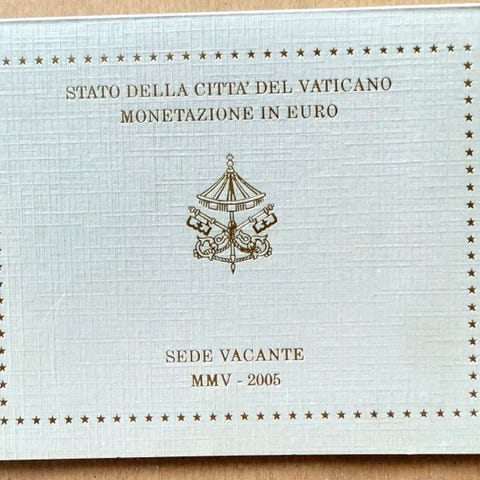 STATO DELLA CITTA' DEL VATICANO
MONETAZIONE IN EURO
SEDE VACANTE
MMV - 2005